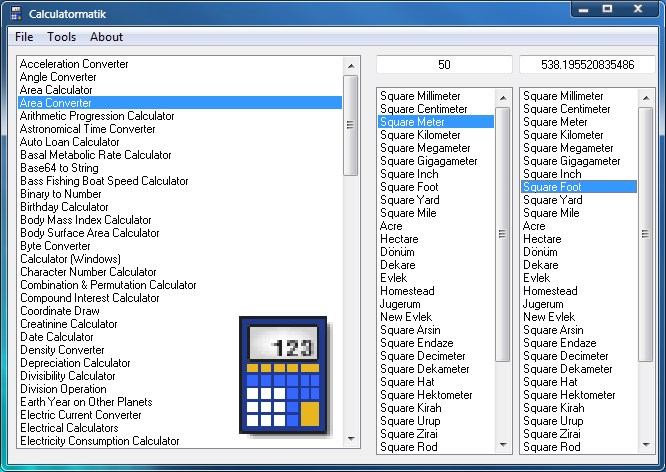 Calculatormatik
File Tools About
Acceleration Converter
Angle Converter
Area Calculator
Area Converter
Arithmetic Progression Calculator
Astronomical Time Converter
Auto Loan Calculator
Basal Metabolic Rate Calculator
Base64 to String
Bass Fishing Boat Speed Calculator
Binary to Number
Birthday Calculator
Body Mass Index Calculator
Body Surface Area Calculator
Byte Converter
Calculator (Windows)
Character Number Calculator
Combination & Permutation Calculator
Compound Interest Calculator
Coordinate Draw
Creatinine Calculator
Date Calculator
Density Converter
Depreciation Calculator
Divisibility Calculator
Division Operation
Earth Year on Other Planets
Electric Current Converter
Electrical Calculators
Electricity Consumption Calculator
123
50
Square Millimeter
Square Centimeter
Square Meter
Square Kilometer
Square Megameter
Square Gigagameter
Square Inch
Square Foot
Square Yard
Square Mile
Acre
Hectare
Dönüm
Dekare
Evlek
Homestead
Jugerum
New Evlek
Square Arsin
Square Endaze
Square Decimeter
Square Dekameter
Square Hat
Square Hektometer
Square Kirah
Square Urup
Square Zirai
Square Rod
538.195520835486
Square Millimeter
Square Centimeter
Square Meter
Square Kilometer
Square Megameter
Square Gigagameter
Square Inch
Square Foot
Square Yard
Square Mile
Acre
Hectare
Dönüm
Dekare
Evlek
Homestead
Jugerum
New Evlek
Square Arsin
Square Endaze
Square Decimeter
Square Dekameter
Square Hat
Square Hektometer
Square Kirah
Square Urup
Square Zirai
Square Rod